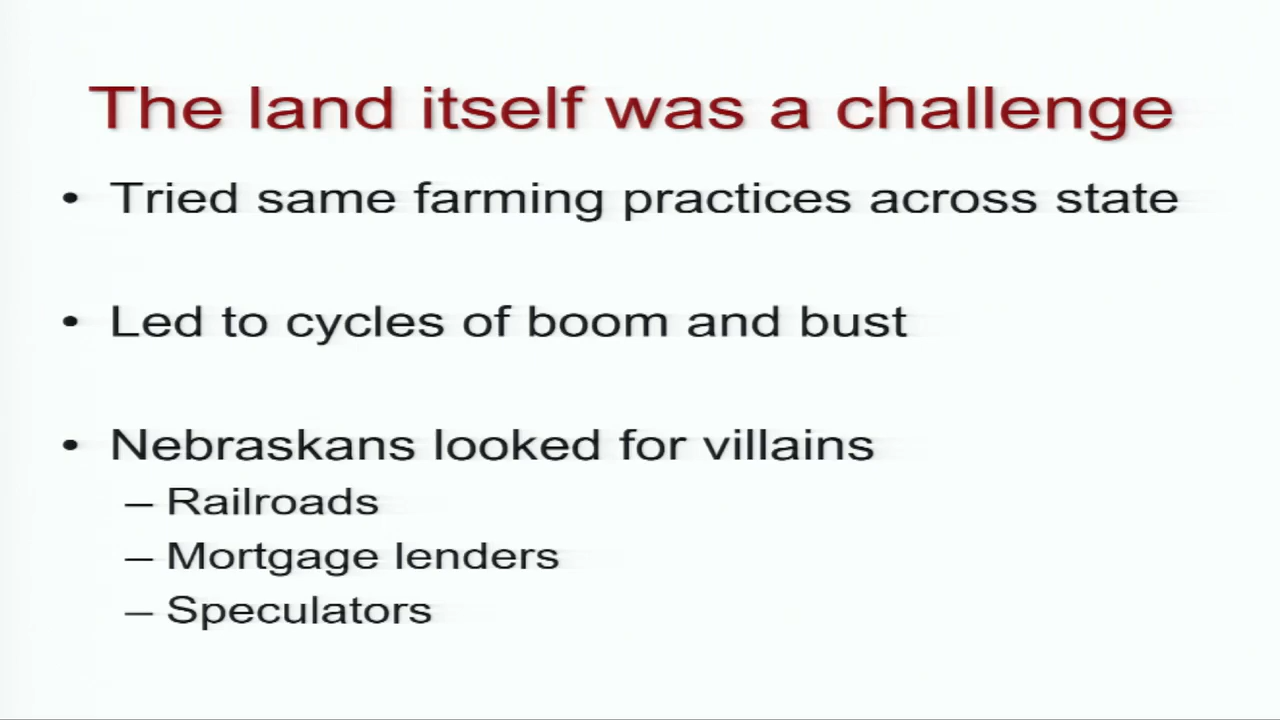 The land itself was a challenge
• Tried same farming practices across state
• Led to cycles of boom and bust
• Nebraskans looked for villains
– Railroads
– Mortgage lenders
– Speculators